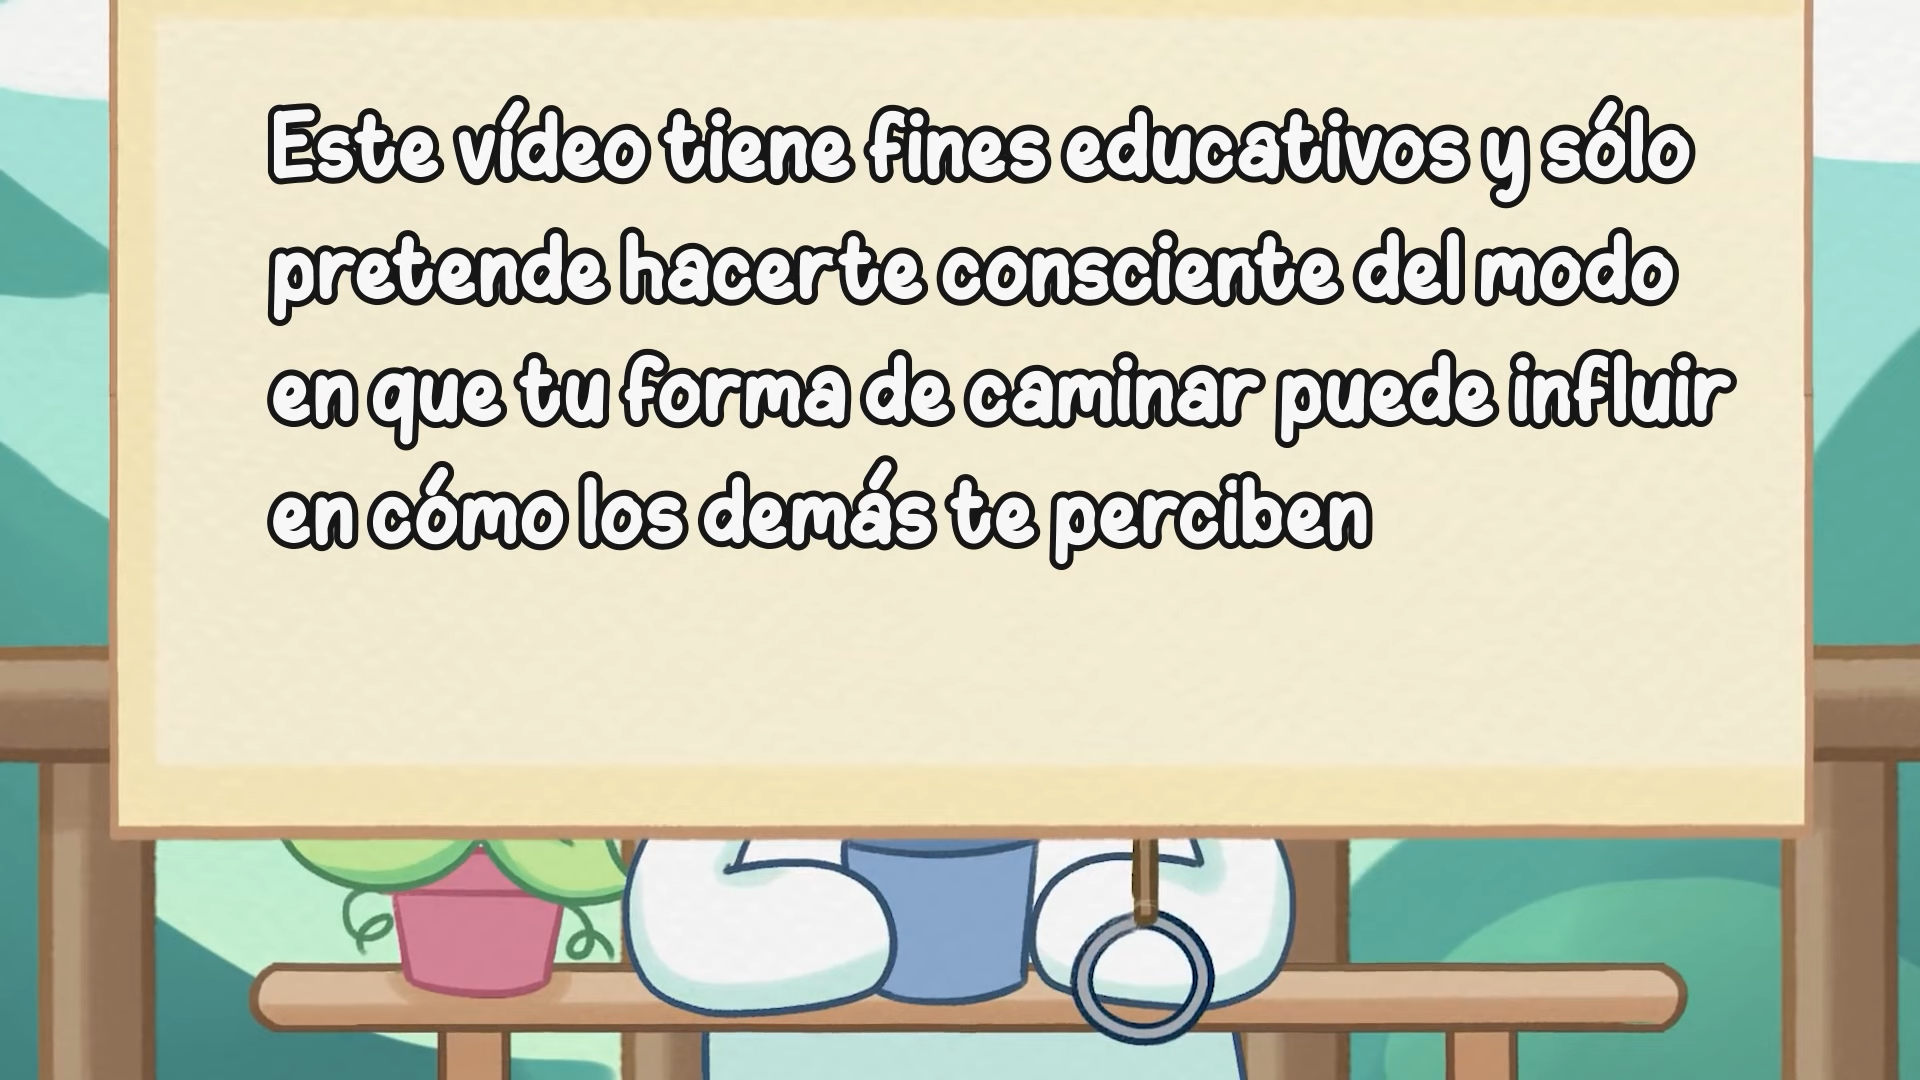 Este vídeo tiene fines educativos y sólo
pretende hacerte consciente del modo
en que tu forma de caminar puede influir
en cómo los demás te perciben